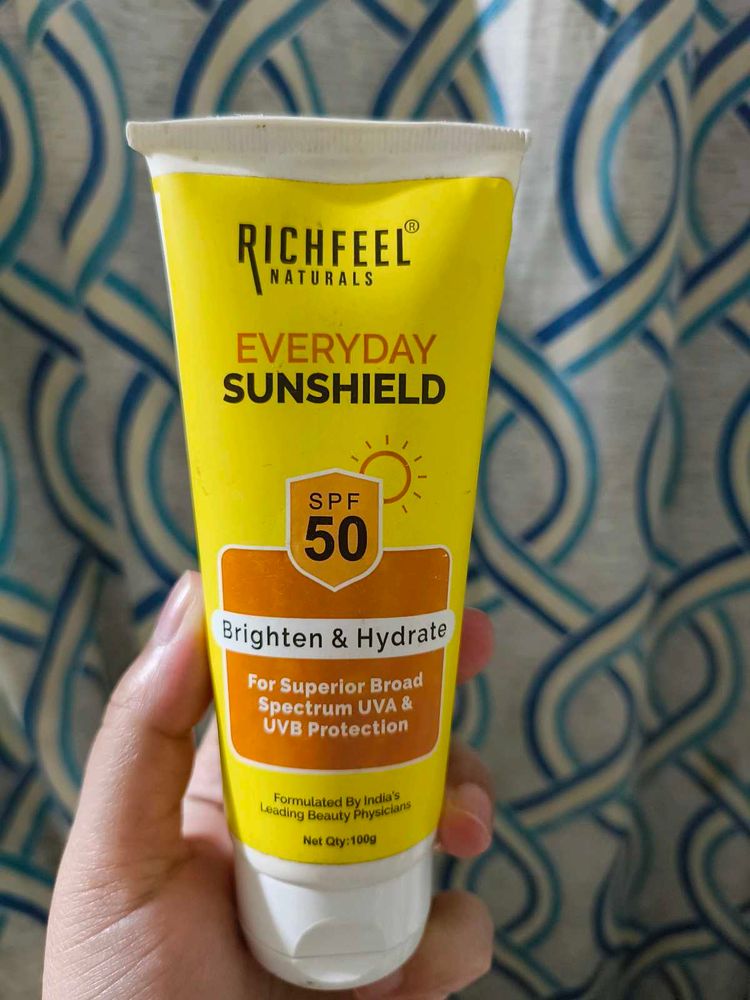 RICHFEEL®
NATURALS
EVERYDAY
SUNSHIELD
SPF
50
Brighten & Hydrate
For Superior Broad
Spectrum UVA &
UVB Protection
Formulated By India's
Leading Beauty Physicians
Net Qty:100g